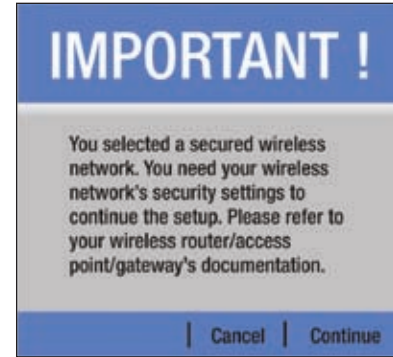 IMPORTANT !
You selected a secured wireless
network. You need your wireless
network's security settings to
continue the setup. Please refer to
your wireless router/access
point/gateway's documentation.
| Cancel | Continue